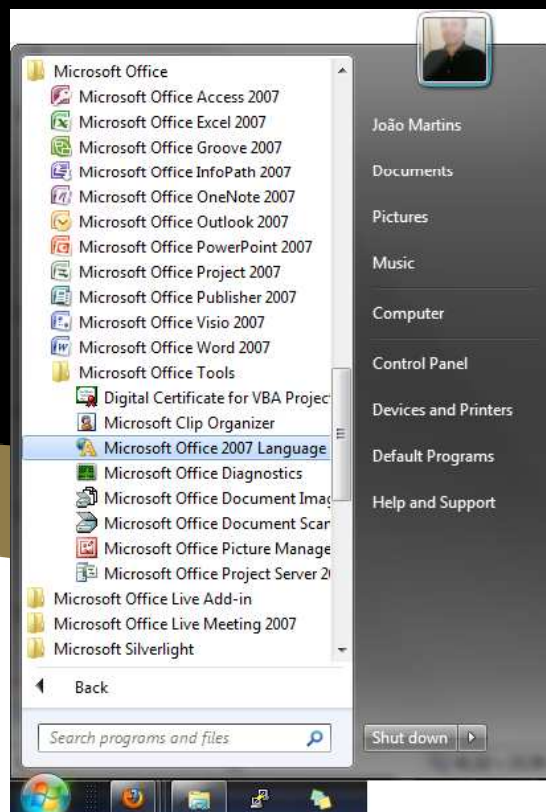 Microsoft Office
Microsoft Office Access 2007
Microsoft Office Excel 2007
Microsoft Office Groove 2007
Microsoft Office InfoPath 2007
Microsoft Office OneNote 2007
Microsoft Office Outlook 2007
Microsoft Office PowerPoint 2007
Microsoft Office Project 2007
Microsoft Office Publisher 2007
Microsoft Office Visio 2007
Microsoft Office Word 2007
Microsoft Office Tools
Digital Certificate for VBA Projec
Microsoft Clip Organizer
Microsoft Office 2007 Language
Microsoft Office Diagnostics
Microsoft Office Document Imag
Microsoft Office Document Scar
Microsoft Office Picture Manage
Microsoft Office Project Server 2
Microsoft Office Live Add-in
Microsoft Office Live Meeting 2007
Microsoft Silverlight
Back
Search programs and files
João Martins
Documents
Pictures
Music
Computer
Control Panel
Devices and Printers
Default Programs
Help and Support
Shut down